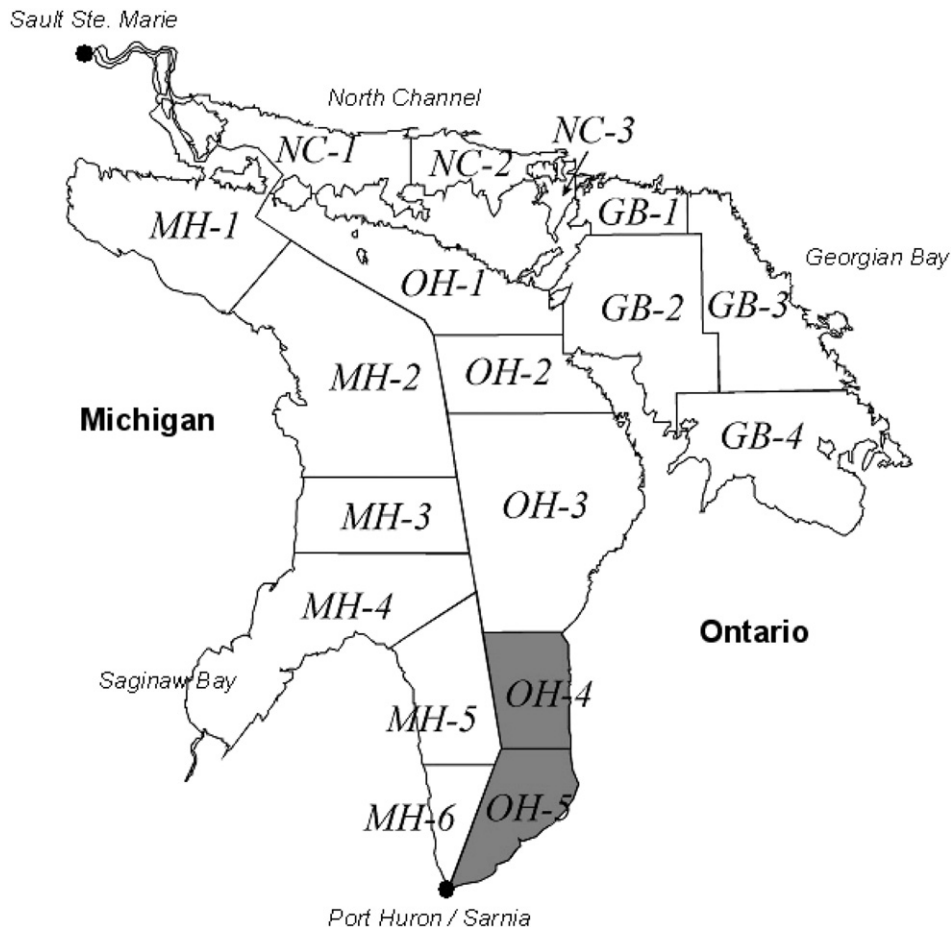 Sault Ste. Marie
North Channel
NC-3
NC-1
NC-2
MH-1
GB-1
Georgian Bay
OH-1
GB-2
GB-3
MH-2
OH-2
Michigan
GB-4
OH-3
MH-3
MH-4
Ontario
Saginaw Bay
OH-4
MH-5
OH-5
MH-6
Port Huron / Sarnia